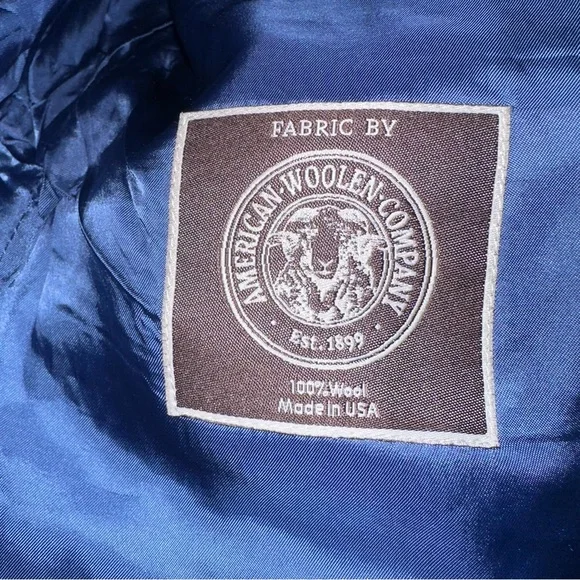 FABRIC BY
AMERICAN·WOOLEN·COMPANY
· Est. 1899 ·
100% Wool
Made in USA